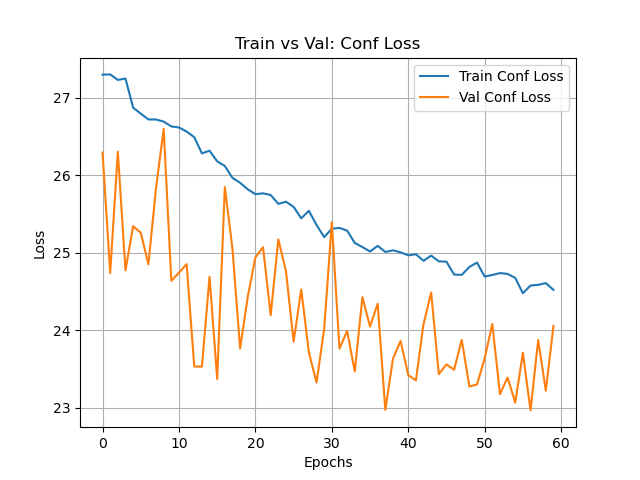 Train vs Val: Conf Loss
Train Conf Loss
Val Conf Loss
27
26
25
24
23
Loss
0 10 20 30 40 50 60
Epochs